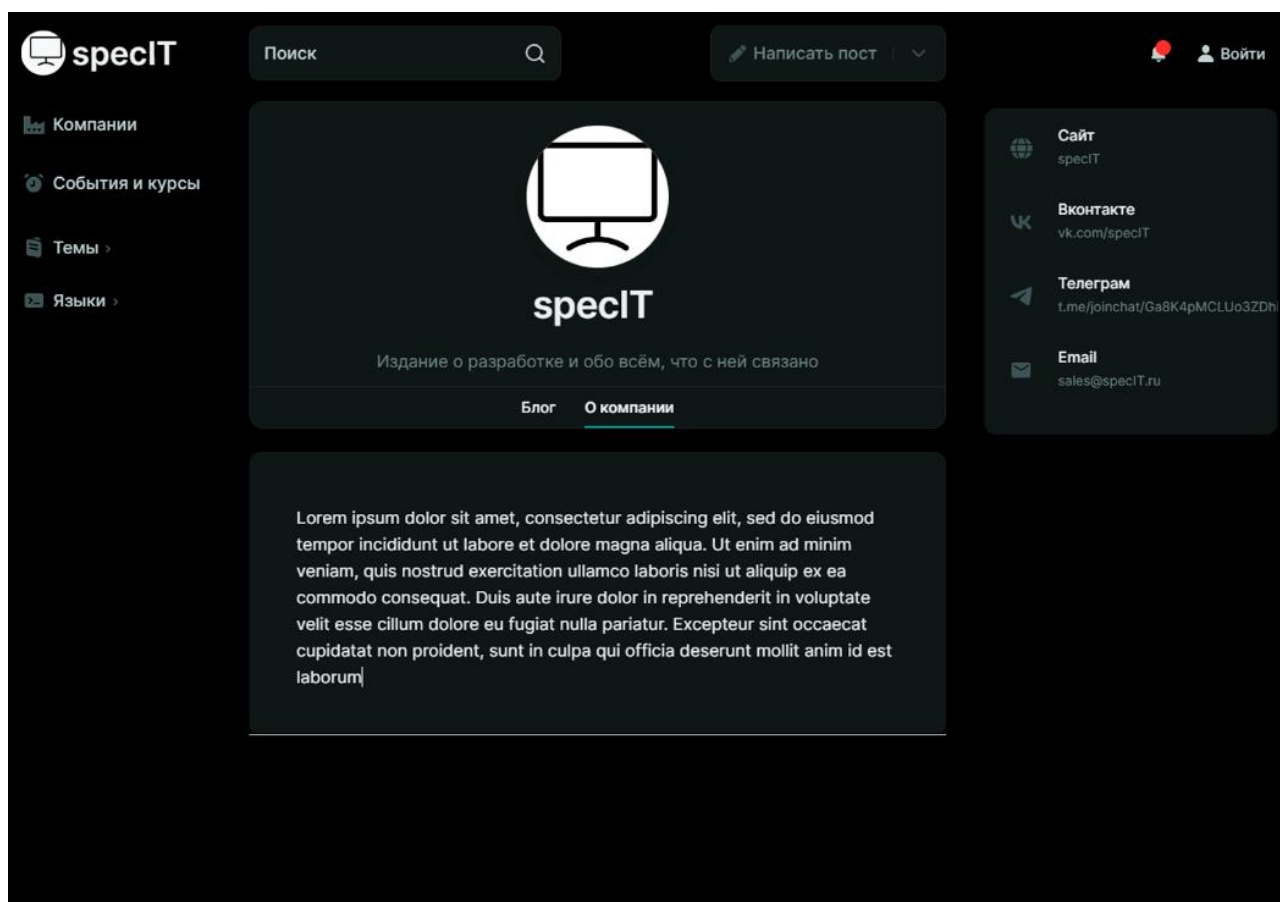 specIT
Поиск
Написать пост
Войти
Компании
События и курсы
Темы
Языки
specIT
Издание о разработке и обо всём, что с ней связано
Блог
О компании
Сайт
specIT
Вконтакте
vk.com/specIT
Телеграм
t.me/joinchat/Ga8K4pMCLUo3ZDh
Email
sales@specIT.ru
Lorem ipsum dolor sit amet, consectetur adipiscing elit, sed do eiusmod
tempor incididunt ut labore et dolore magna aliqua. Ut enim ad minim
veniam, quis nostrud exercitation ullamco laboris nisi ut aliquip ex ea
commodo consequat. Duis aute irure dolor in reprehenderit in voluptate
velit esse cillum dolore eu fugiat nulla pariatur. Excepteur sint occaecat
cupidatat non proident, sunt in culpa qui officia deserunt mollit anim id est
laborum